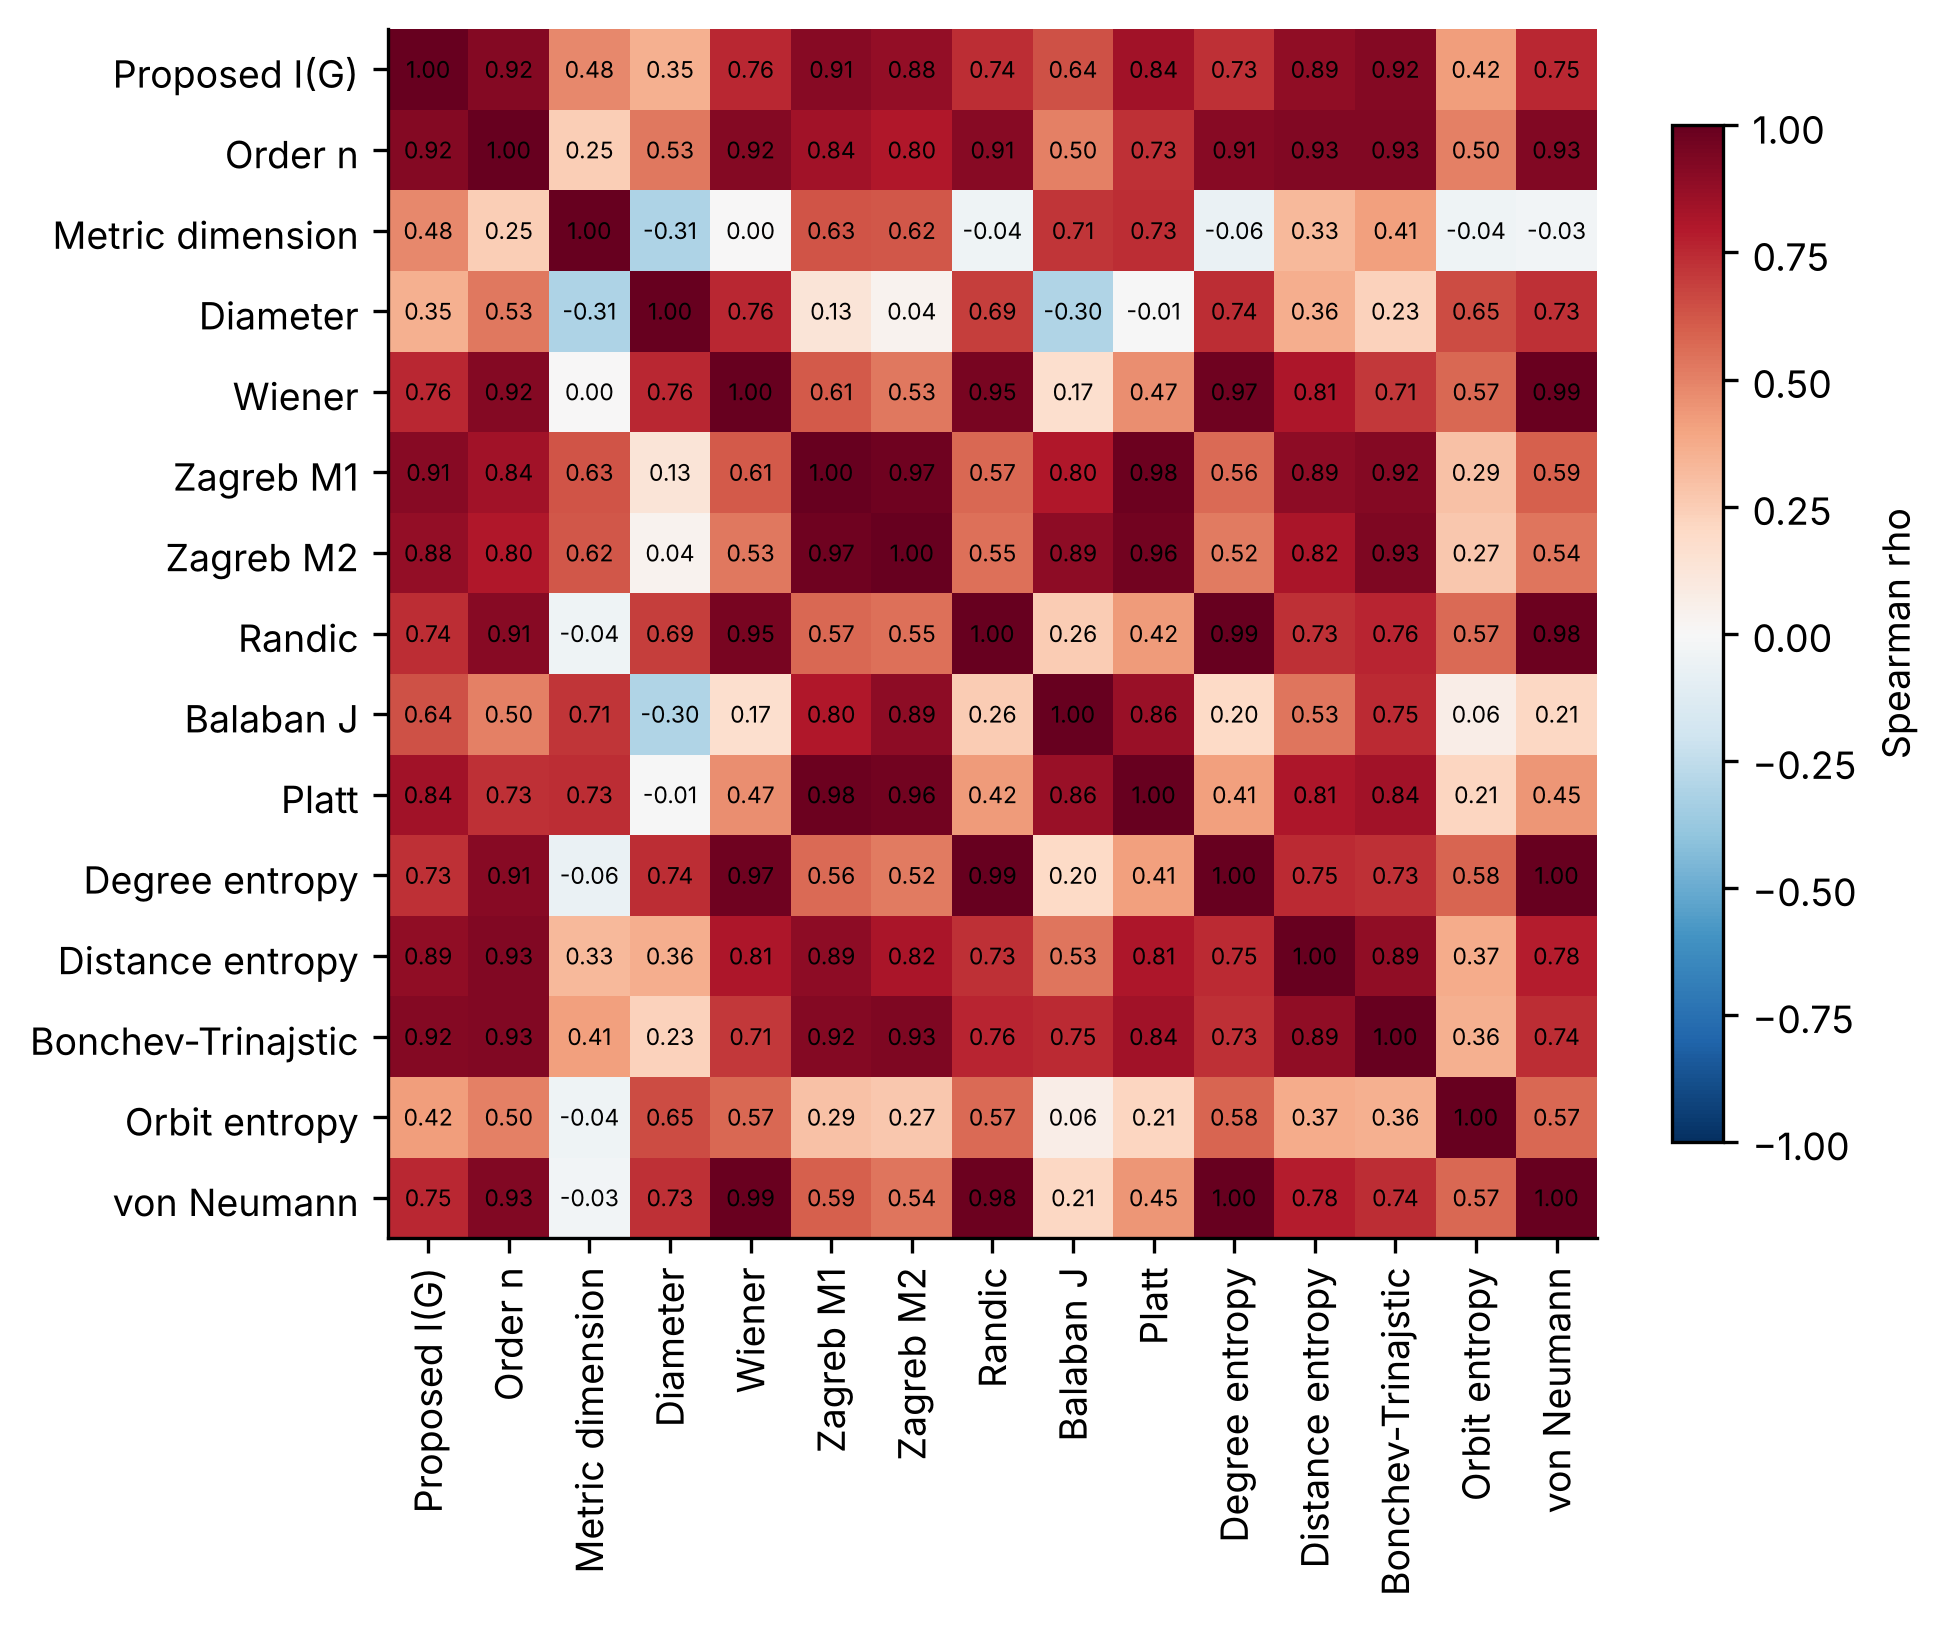 Proposed I(G) 1.00 0.92 0.48 0.35 0.76 0.91 0.88 0.74 0.64 0.84 0.73 0.89 0.92 0.42 0.75
Order n 0.92 1.00 0.25 0.53 0.92 0.84 0.80 0.91 0.50 0.73 0.91 0.93 0.93 0.50 0.93
Metric dimension 0.48 0.25 1.00 -0.31 0.00 0.63 0.62 -0.04 0.71 0.73 -0.06 0.33 0.41 -0.04 -0.03
Diameter 0.35 0.53 -0.31 1.00 0.76 0.13 0.04 0.69 -0.30 -0.01 0.74 0.36 0.23 0.65 0.73
Wiener 0.76 0.92 0.00 0.76 1.00 0.61 0.53 0.95 0.17 0.47 0.97 0.81 0.71 0.57 0.99
Zagreb M1 0.91 0.84 0.63 0.13 0.61 1.00 0.97 0.57 0.80 0.98 0.56 0.89 0.92 0.29 0.59
Zagreb M2 0.88 0.80 0.62 0.04 0.53 0.97 1.00 0.55 0.89 0.96 0.52 0.82 0.93 0.27 0.54
Randic 0.74 0.91 -0.04 0.69 0.95 0.57 0.55 1.00 0.26 0.42 0.99 0.73 0.76 0.57 0.98
Balaban J 0.64 0.50 0.71 -0.30 0.17 0.80 0.89 0.26 1.00 0.86 0.20 0.53 0.75 0.06 0.21
Platt 0.84 0.73 0.73 -0.01 0.47 0.98 0.96 0.42 0.86 1.00 0.41 0.81 0.84 0.21 0.45
Degree entropy 0.73 0.91 -0.06 0.74 0.97 0.56 0.52 0.99 0.20 0.41 1.00 0.75 0.73 0.58 1.00
Distance entropy 0.89 0.93 0.33 0.36 0.81 0.89 0.82 0.73 0.53 0.81 0.75 1.00 0.89 0.37 0.78
Bonchev-Trinajstic 0.92 0.93 0.41 0.23 0.71 0.92 0.93 0.76 0.75 0.84 0.73 0.89 1.00 0.36 0.74
Orbit entropy 0.42 0.50 -0.04 0.65 0.57 0.29 0.27 0.57 0.06 0.21 0.58 0.37 0.36 1.00 0.57
von Neumann 0.75 0.93 -0.03 0.73 0.99 0.59 0.54 0.98 0.21 0.45 1.00 0.78 0.74 0.57 1.00
Proposed I(G)
Order n
Metric dimension
Diameter
Wiener
Zagreb M1
Zagreb M2
Randic
Balaban J
Platt
Degree entropy
Distance entropy
Bonchev-Trinajstic
Orbit entropy
von Neumann
1.00
0.75
0.50
0.25
0.00
−0.25
−0.50
−0.75
−1.00
Spearman rho